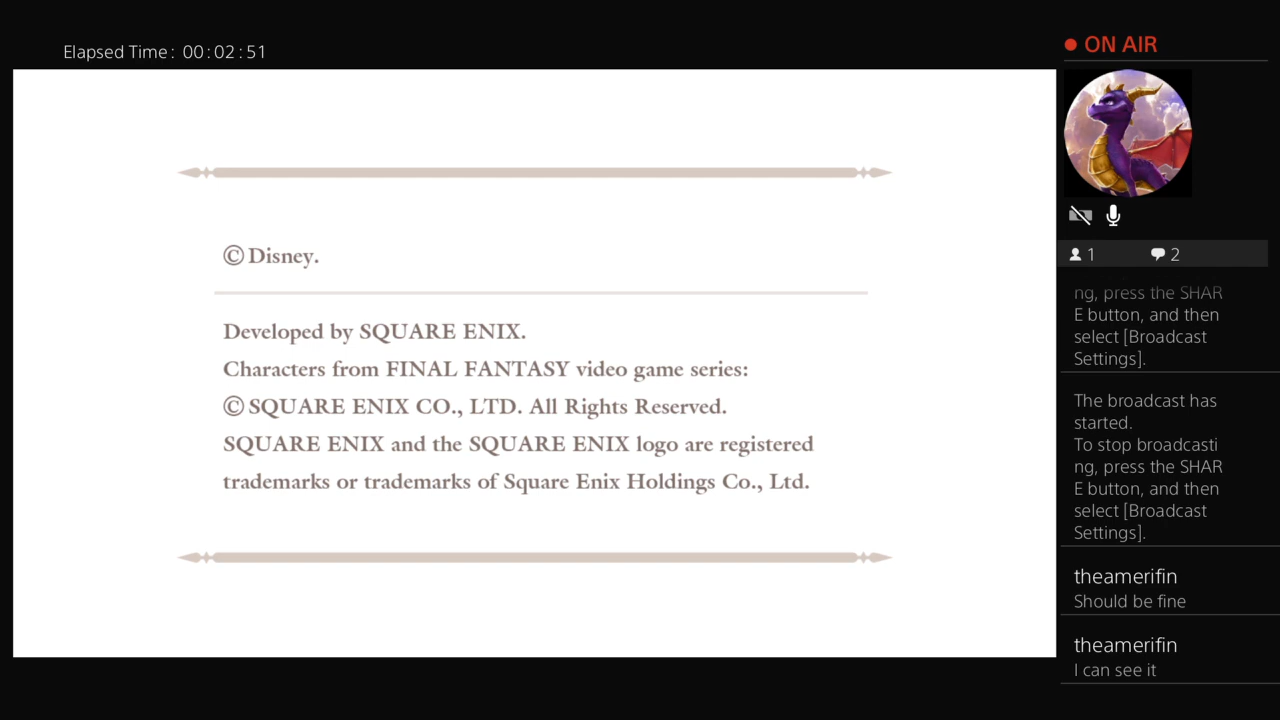 Elapsed Time: 00:02:51
ON AIR
© Disney.
Developed by SQUARE ENIX.
Characters from FINAL FANTASY video game series:
© SQUARE ENIX CO., LTD. All Rights Reserved.
SQUARE ENIX and the SQUARE ENIX logo are registered
trademarks or trademarks of Square Enix Holdings Co., Ltd.
1
2
ng, press the SHAR
E button, and then
select [Broadcast
Settings].
The broadcast has
started.
To stop broadcasti
ng, press the SHAR
E button, and then
select [Broadcast
Settings].
theamerifin
Should be fine
theamerifin
I can see it